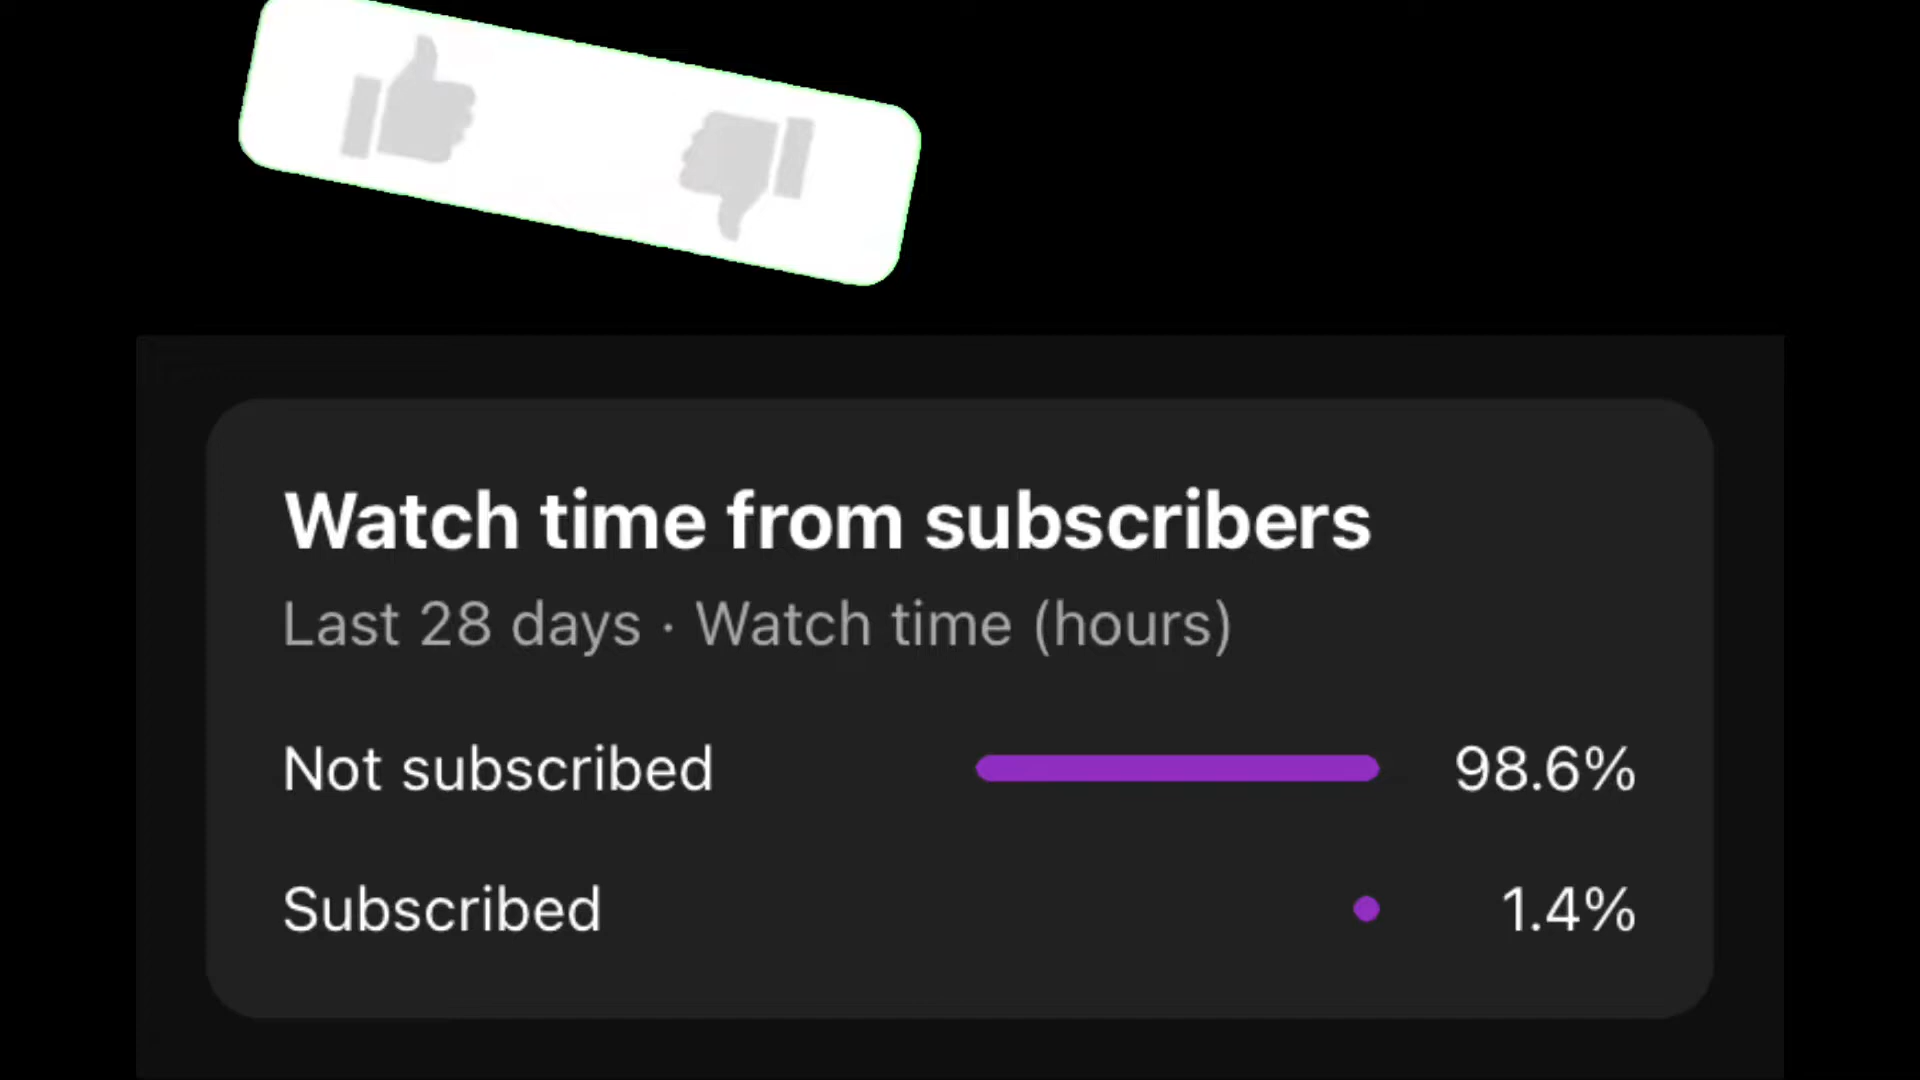 Watch time from subscribers
Last 28 days · Watch time (hours)
Not subscribed 98.6%
Subscribed 1.4%